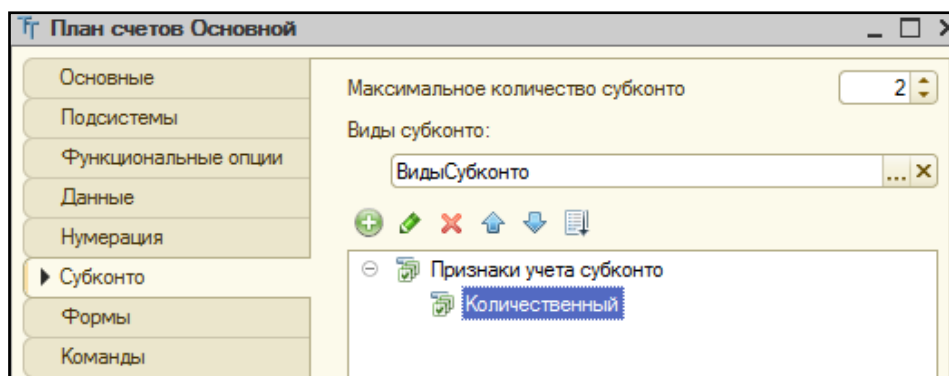 План счетов Основной
Основные
Подсистемы
Функциональные опции
Данные
Нумерация
Субконто
Формы
Команды
Максимальное количество субконто 2
Виды субконто:
ВидыСубконто ...
Признаки учета субконто
Количественный